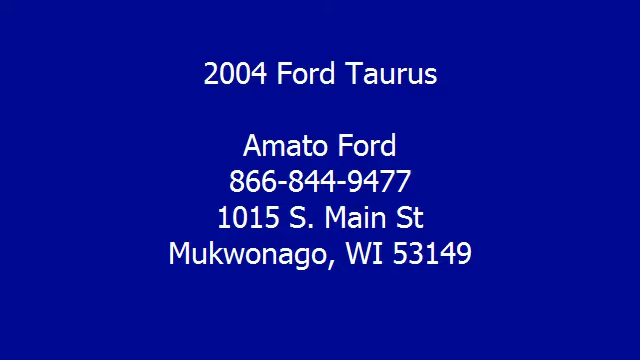 2004 Ford Taurus
Amato Ford
866-844-9477
1015 S. Main St
Mukwonago, WI 53149